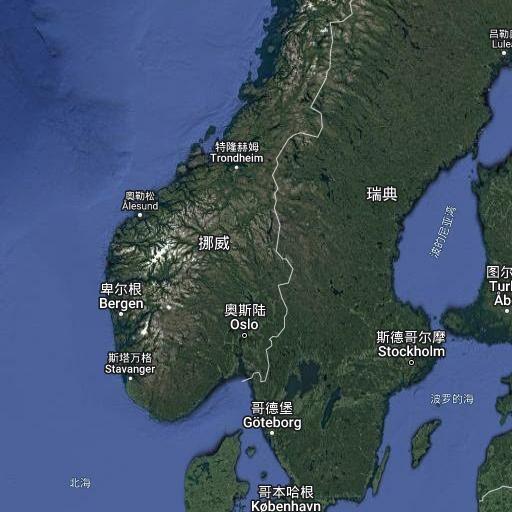 吕勒
Lule
特隆赫姆
Trondheim
奥勒松
Ålesund
瑞典
挪威
波的尼亚湾
图尔
Turk
Åb
卑尔根
Bergen
奥斯陆
Oslo
斯德哥尔摩
Stockholm
斯塔万格
Stavanger
哥德堡
Göteborg
波罗的海
北海
哥本哈根
København